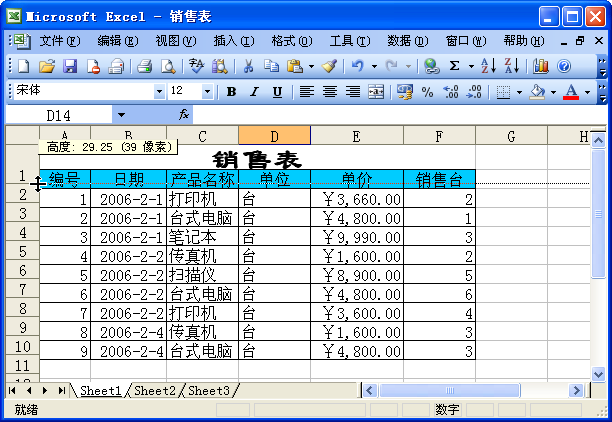 Microsoft Excel - 销售表
文件(F) 编辑(E) 视图(V) 插入(I) 格式(O) 工具(T) 数据(D) 窗口(W) 帮助(H)
宋体 12 B I U
D14 fx
A B C D E F G H
高度: 29.25 (39 像素)
销售表
1 编号 日期 产品名称 单位 单价 销售台
2 1 2006-2-1 打印机 台 ￥3,660.00 2
3 2 2006-2-1 台式电脑 台 ￥4,800.00 1
4 3 2006-2-1 笔记本 台 ￥9,990.00 3
5 4 2006-2-2 传真机 台 ￥1,600.00 2
6 5 2006-2-2 扫描仪 台 ￥8,900.00 5
7 6 2006-2-2 台式电脑 台 ￥4,800.00 6
8 7 2006-2-2 打印机 台 ￥3,600.00 4
9 8 2006-2-4 传真机 台 ￥1,600.00 3
10 9 2006-2-4 台式电脑 台 ￥4,800.00 3
11
Sheet1 Sheet2 Sheet3
就绪 数字